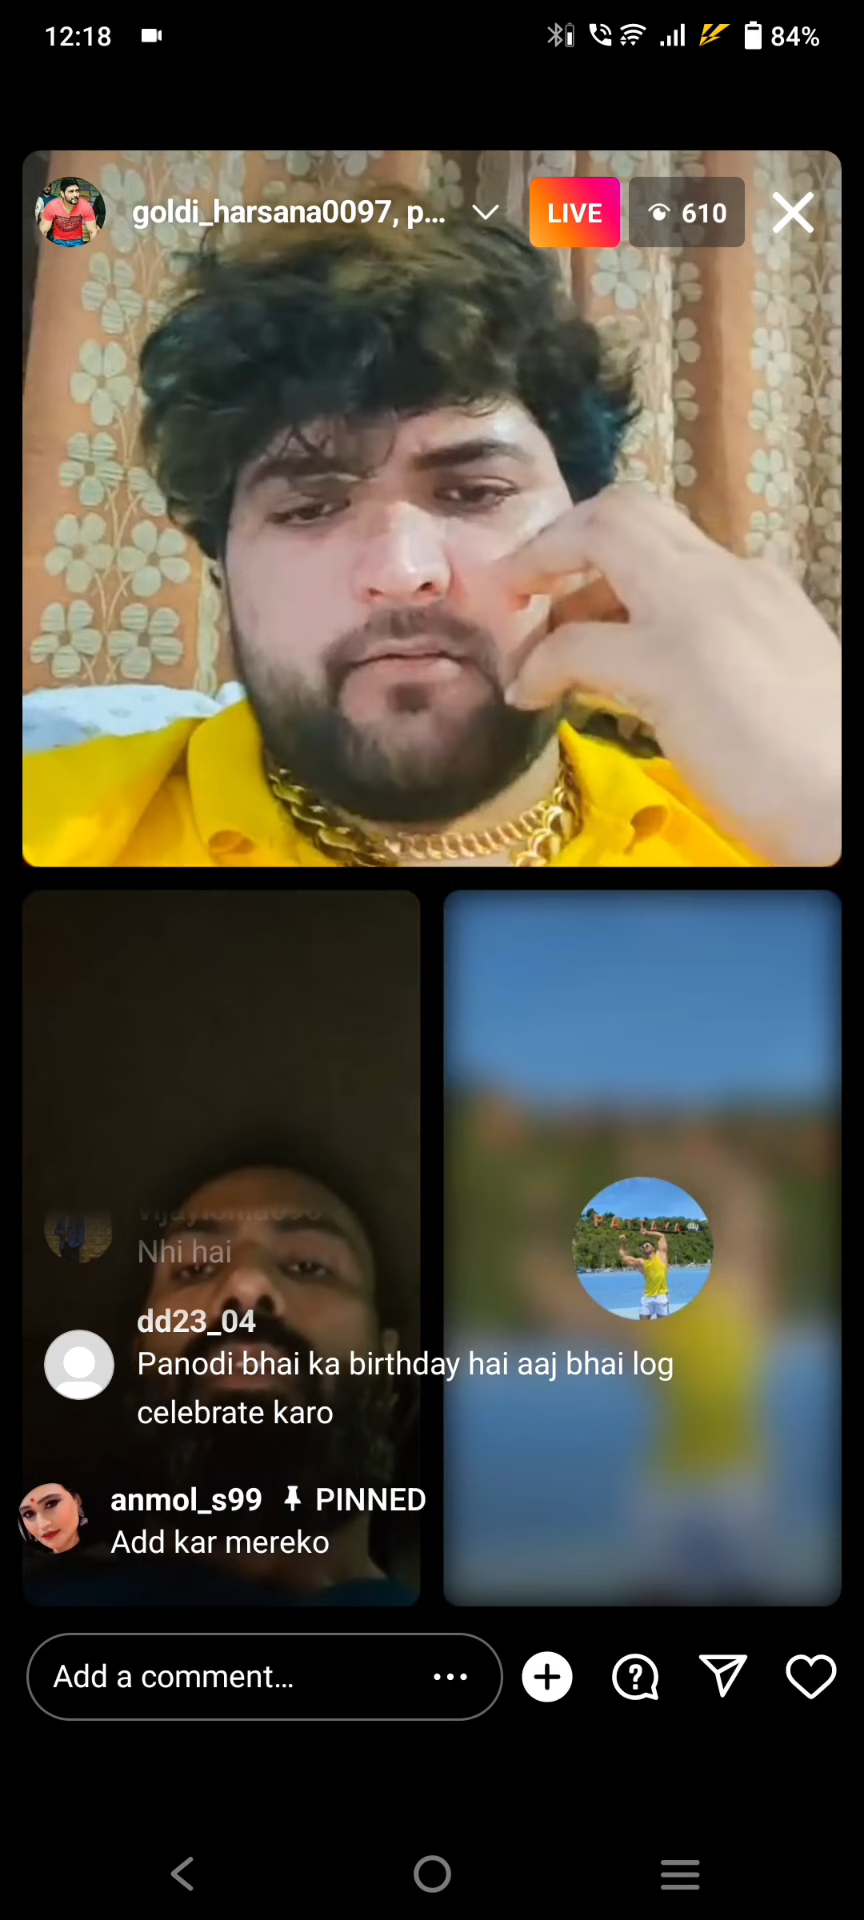 12:18
84%
goldi_harsana0097, p...
LIVE
610
Nhi hai
dd23_04
Panodi bhai ka birthday hai aaj bhai log
celebrate karo
anmol_s99 PINNED
Add kar mereko
Add a comment...